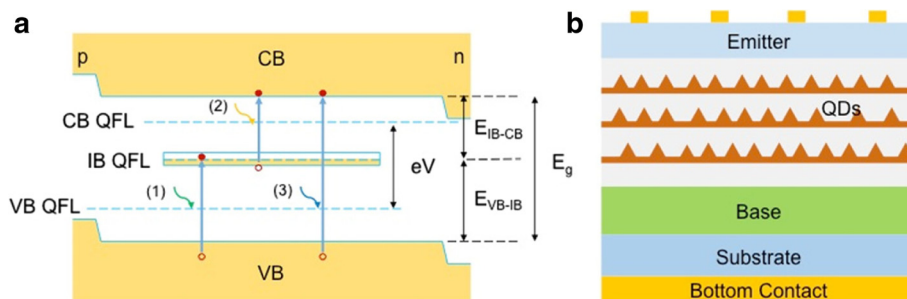 a
p
CB
n
(2)
CB QFL
E_IB-CB
IB QFL
eV
E_g
(1)
(3)
E_VB-IB
VB QFL
VB
b
Emitter
QDs
Base
Substrate
Bottom Contact